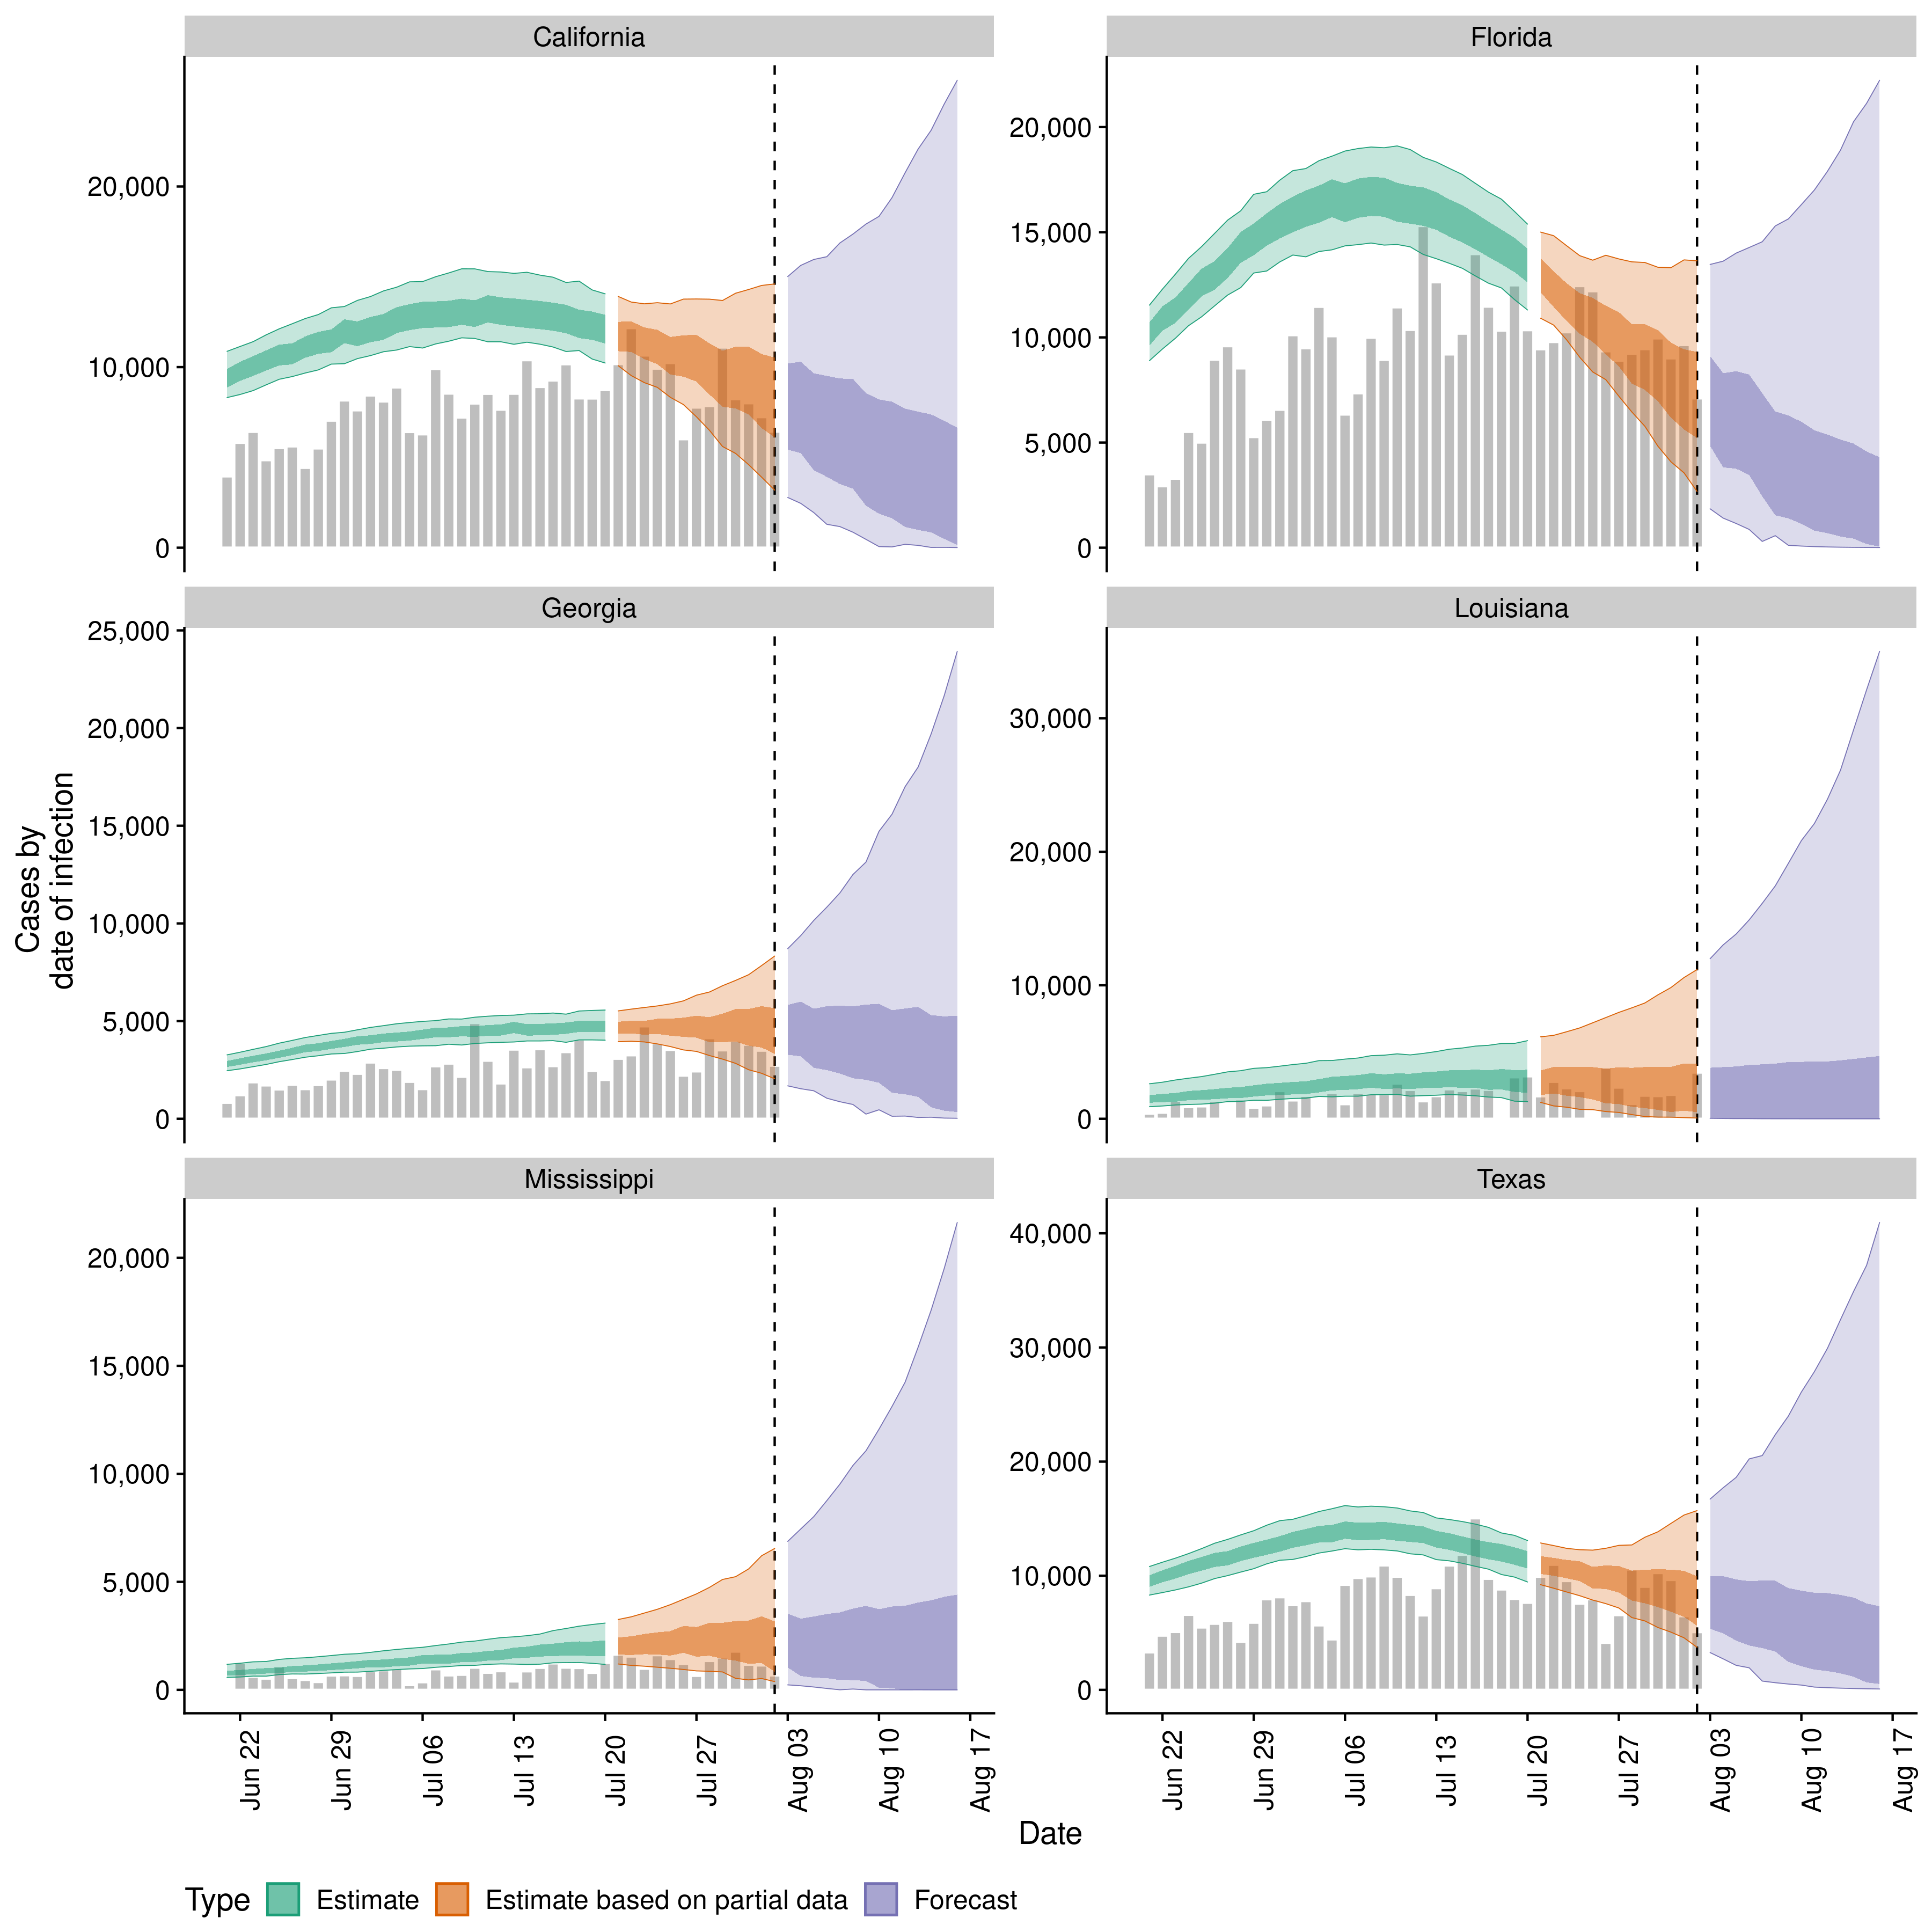 California
Florida
20,000
10,000
0
20,000
15,000
10,000
5,000
0
Georgia
Louisiana
25,000
20,000
15,000
10,000
5,000
0
30,000
20,000
10,000
0
Cases by
date of infection
Mississippi
Texas
20,000
15,000
10,000
5,000
0
40,000
30,000
20,000
10,000
0
Jun 22
Jun 29
Jul 06
Jul 13
Jul 20
Jul 27
Aug 03
Aug 10
Aug 17
Jun 22
Jun 29
Jul 06
Jul 13
Jul 20
Jul 27
Aug 03
Aug 10
Aug 17
Date
Type Estimate Estimate based on partial data Forecast